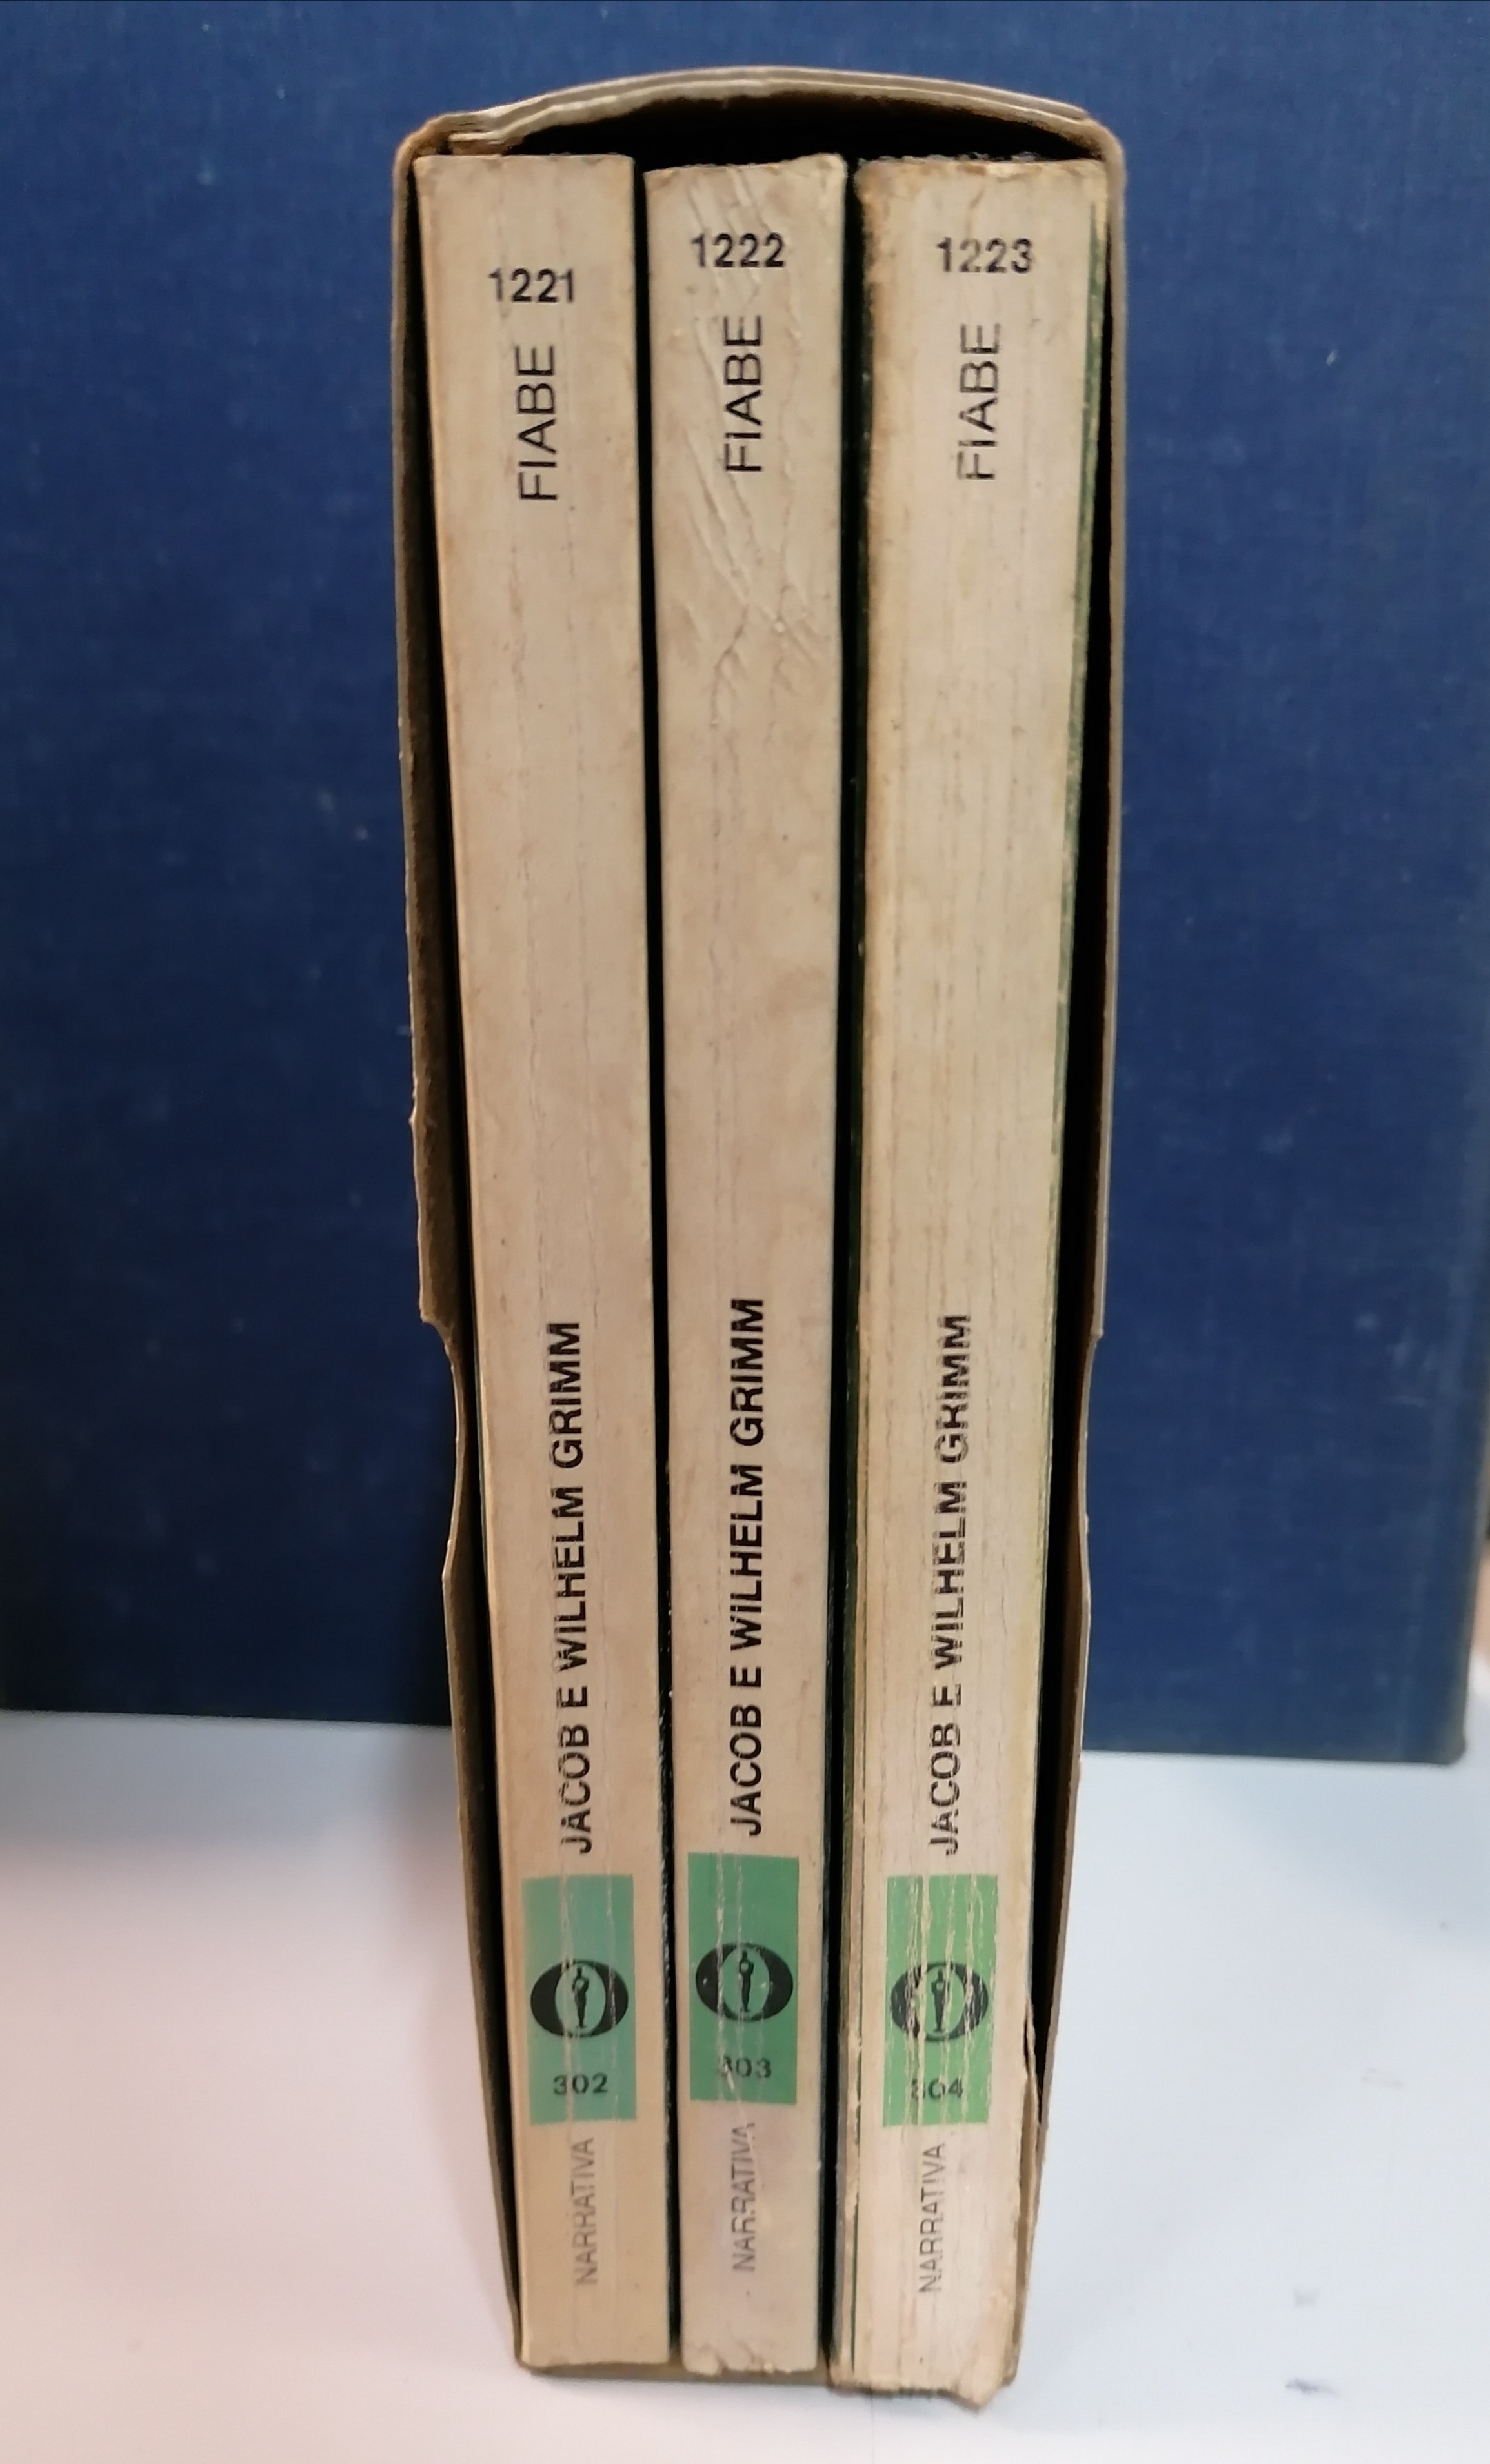 1221
FIABE
JACOB E WILHELM GRIMM
302
NARRATIVA
1222
FIABE
JACOB E WILHELM GRIMM
303
NARRATIVA
1223
FIABE
JACOB E WILHELM GRIMM
304
NARRATIVA